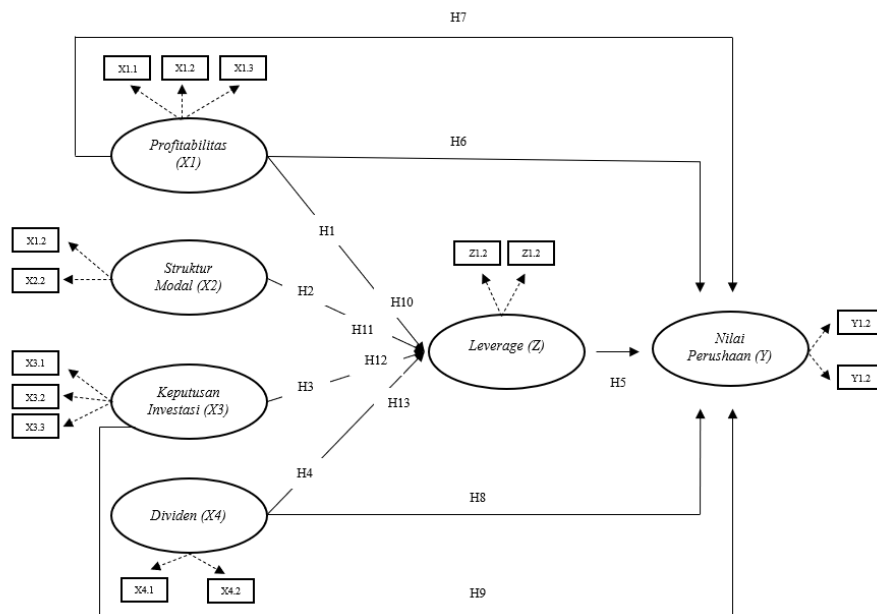 H7
X1.1
X1.2
X1.3
Profitabilitas
(X1)
H6
H1
X1.2
X2.2
Struktur
Modal (X2)
H2
Z1.2
Z1.2
H10
H11
Leverage (Z)
Nilai
Perushaan (Y)
Y1.2
Y1.2
X3.1
X3.2
X3.3
Keputusan
Investasi (X3)
H3
H12
H5
H13
H4
Dividen (X4)
H8
X4.1
X4.2
H9